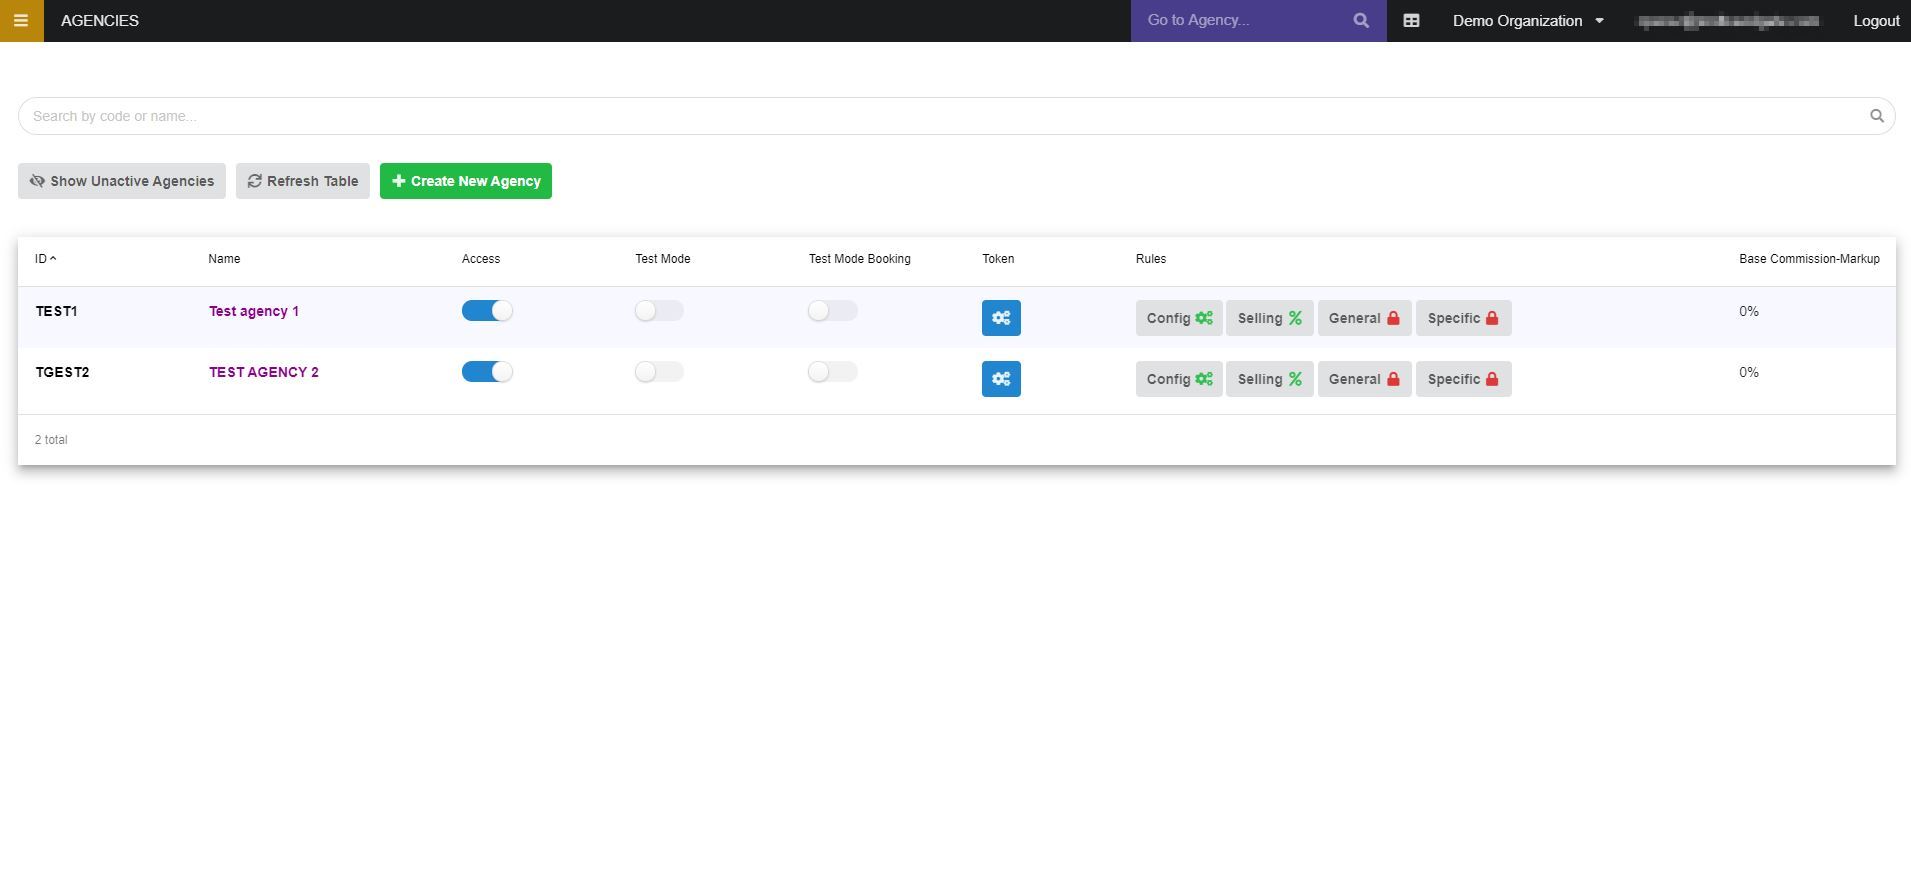 AGENCIES
Go to Agency...
Demo Organization
Logout
Search by code or name...
Show Unactive Agencies
Refresh Table
Create New Agency
ID Name Access Test Mode Test Mode Booking Token Rules Base Commission-Markup
TEST1 Test agency 1 Config Selling General Specific 0%
TGEST2 TEST AGENCY 2 Config Selling General Specific 0%
2 total